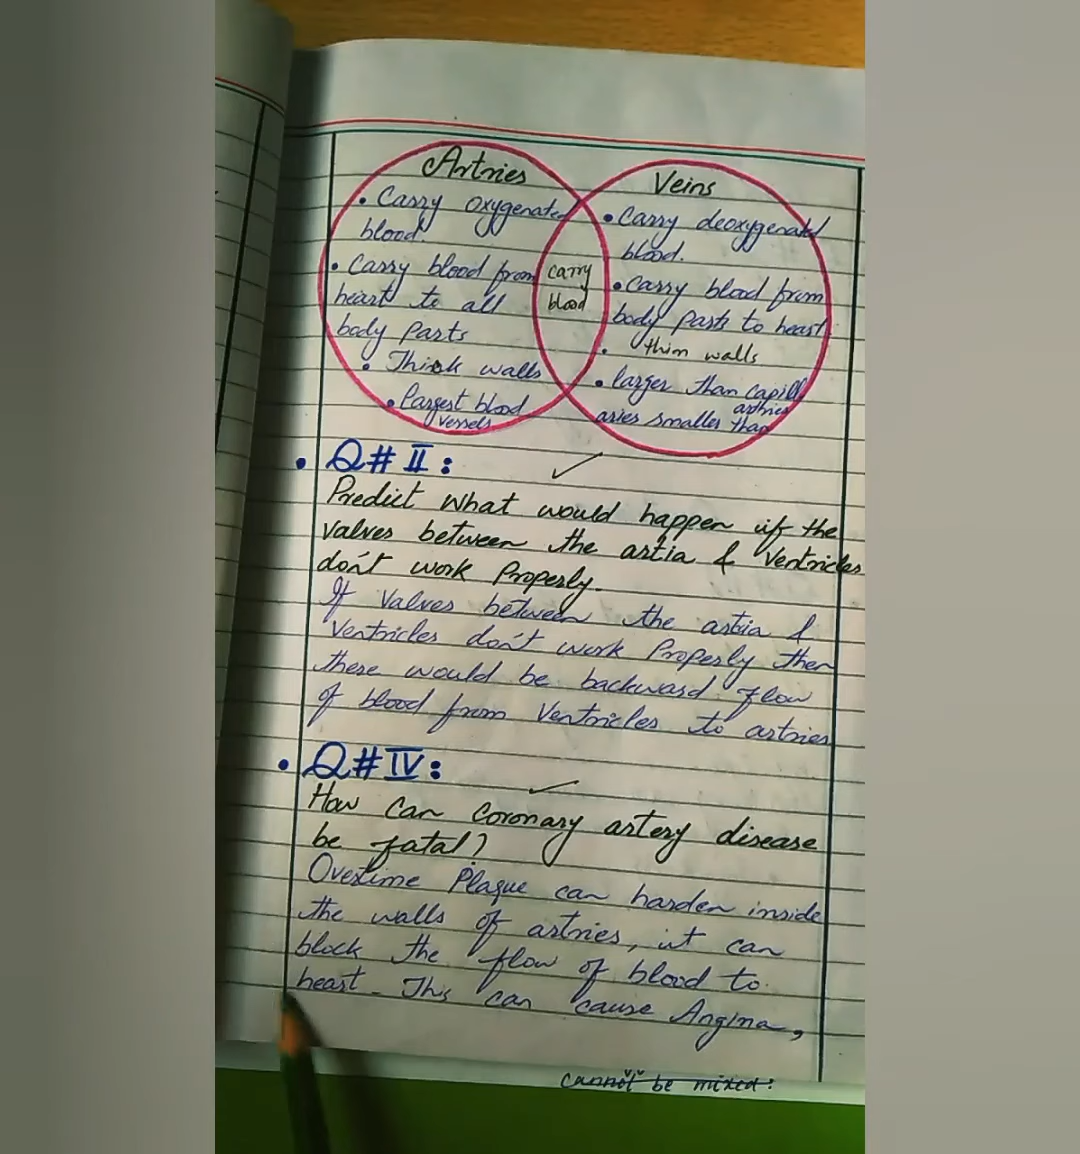 Artries
• Carry oxygenated
blood.
• Carry blood from
heart to all
body parts
• Thick walls
• largest blood
vessels
carry
blood
Veins
• Carry deoxygenated
blood.
• Carry blood from
body parts to heart
• thin walls
• larger than capill
aries smaller than
artries
• Q# II:
Predict what would happen if the
valves between the artia & ventricles
don't work Properly.
If valves between the artia &
ventricles don't work Properly then
there would be backward flow
of blood from ventricles to artries
• Q# IV:
How can coronary artery disease
be fatal?
Overtime Plaque can harden inside
the walls of artries, it can
block the flow of blood to
heart. This can cause Angina,
cannot be mixed: